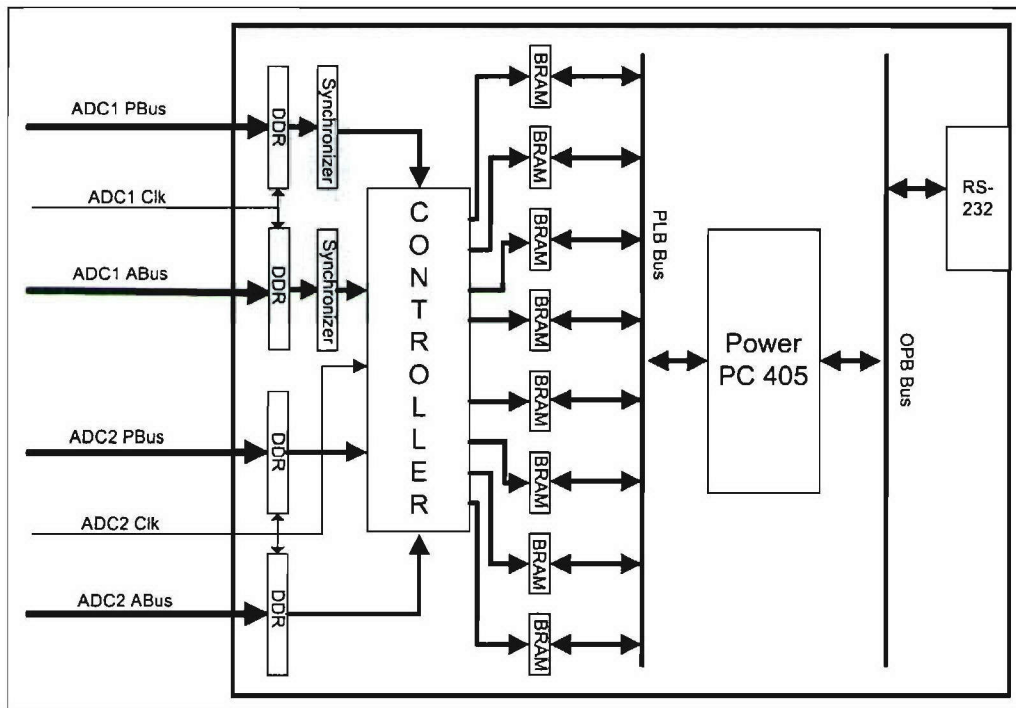 ADC1 PBus
DDR
Synchronizer
ADC1 Clk
ADC1 ABus
DDR
Synchronizer
ADC2 PBus
DDR
ADC2 Clk
ADC2 ABus
DDR
CONTROLLER
BRAM
BRAM
BRAM
BRAM
BRAM
BRAM
BRAM
BRAM
PLB Bus
Power
PC 405
OPB Bus
RS-
232